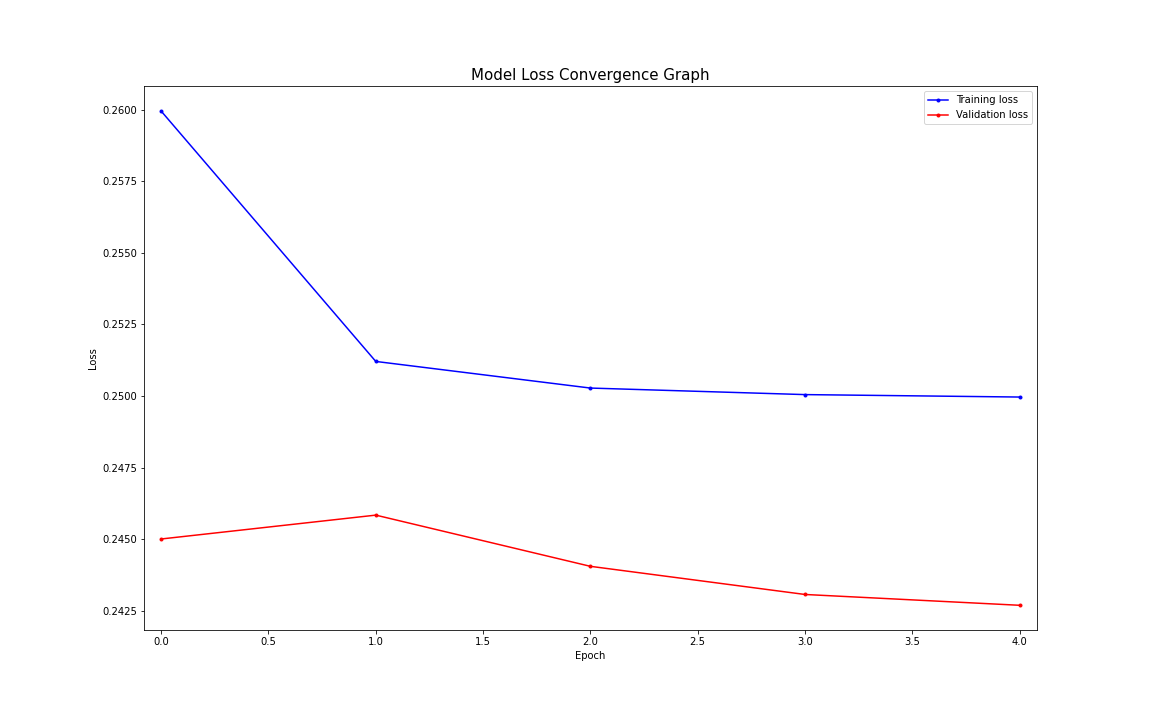 Model Loss Convergence Graph
Training loss
Validation loss
0.2600
0.2575
0.2550
0.2525
0.2500
0.2475
0.2450
0.2425
Loss
0.0 0.5 1.0 1.5 2.0 2.5 3.0 3.5 4.0
Epoch